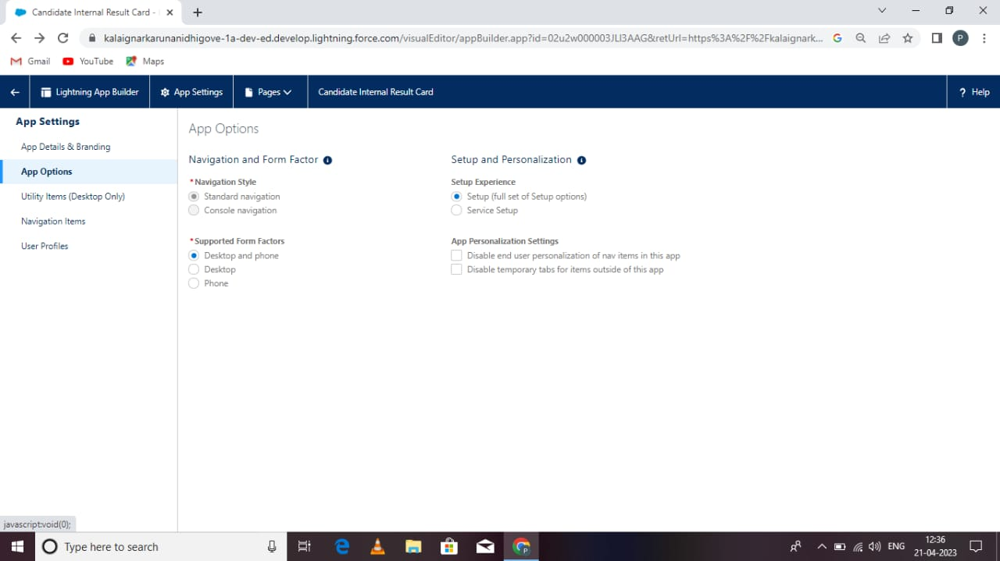 Candidate Internal Result Card -
kalaignarkarunanidhigove-1a-dev-ed.develop.lightning.force.com/visualEditor/appBuilder.app?id=02u2w000003JLI3AAG&retUrl=https%3A%2F%2Fkalaignark...
P
Gmail YouTube Maps
Lightning App Builder App Settings Pages Candidate Internal Result Card ? Help
App Settings
App Details & Branding
App Options
Utility Items (Desktop Only)
Navigation Items
User Profiles
App Options
Navigation and Form Factor
*Navigation Style
Standard navigation
Console navigation
*Supported Form Factors
Desktop and phone
Desktop
Phone
Setup and Personalization
Setup Experience
Setup (full set of Setup options)
Service Setup
App Personalization Settings
Disable end user personalization of nav items in this app
Disable temporary tabs for items outside of this app
javascript:void(0);
Type here to search
ENG
12:36
21-04-2023